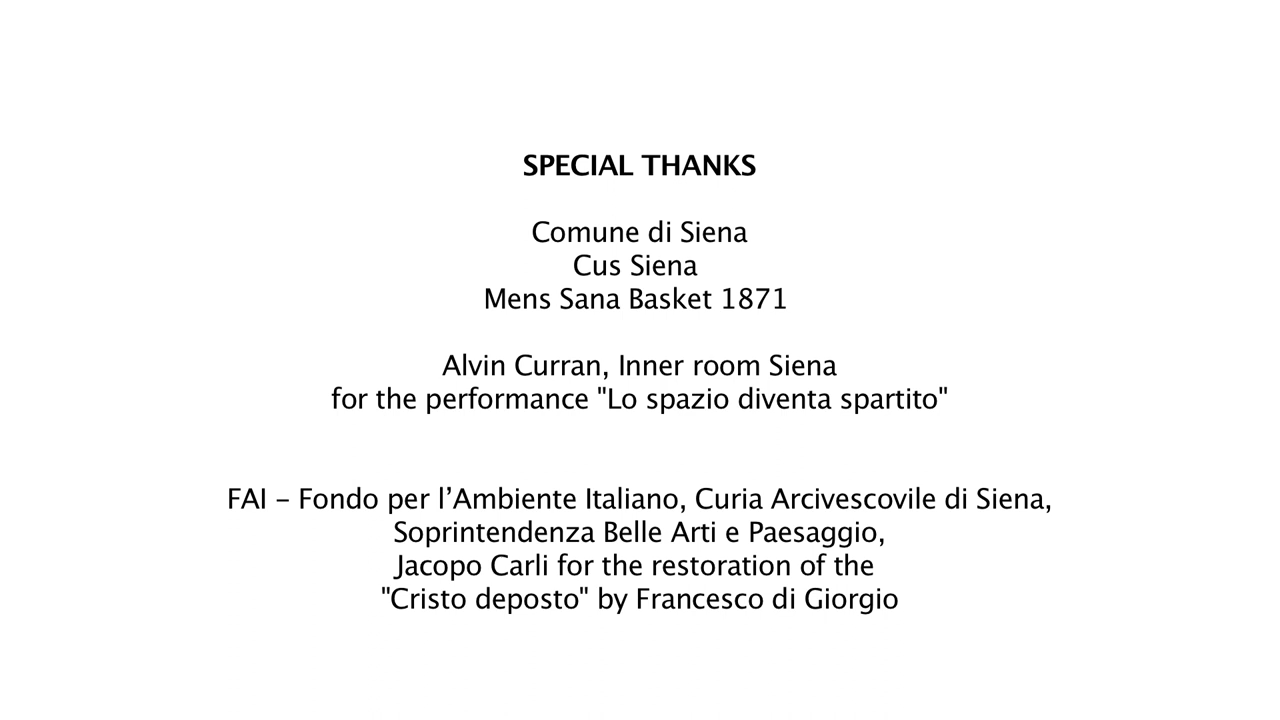 SPECIAL THANKS
Comune di Siena
Cus Siena
Mens Sana Basket 1871
Alvin Curran, Inner room Siena
for the performance "Lo spazio diventa spartito"
FAI – Fondo per l’Ambiente Italiano, Curia Arcivescovile di Siena,
Soprintendenza Belle Arti e Paesaggio,
Jacopo Carli for the restoration of the
"Cristo deposto" by Francesco di Giorgio